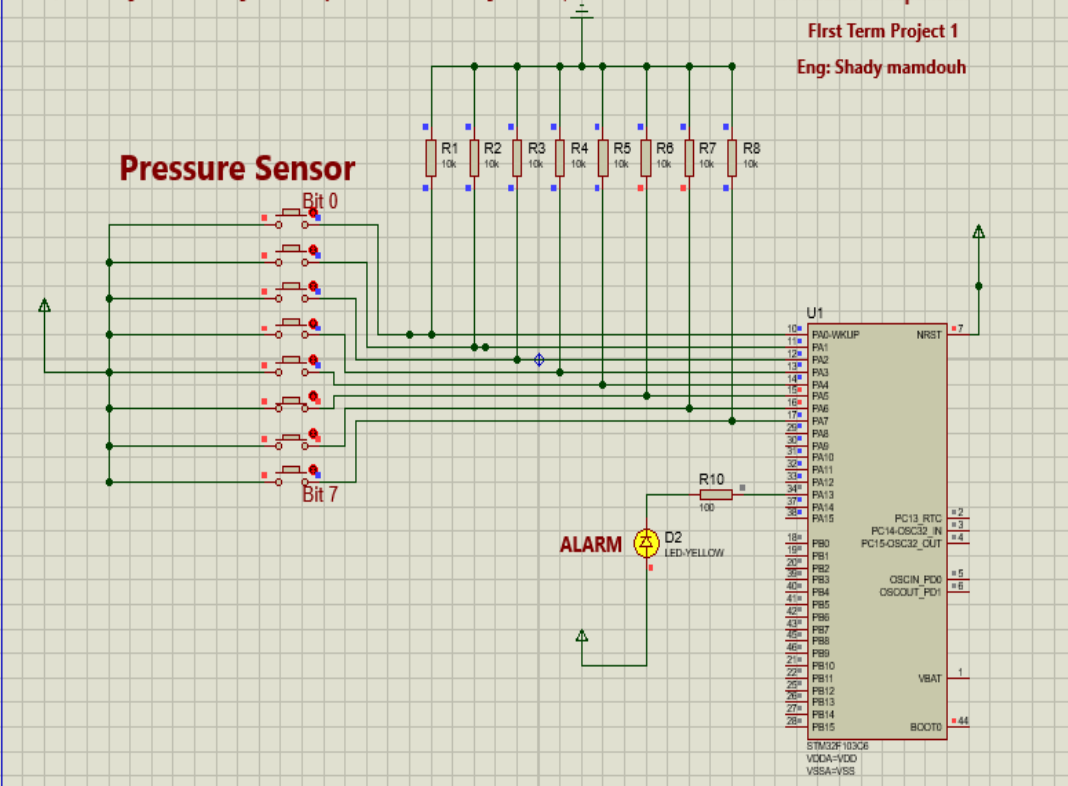 FIrst Term Project 1
Eng: Shady mamdouh
Pressure Sensor
Bit 0
Bit 7
R1
10k
R2
10k
R3
10k
R4
10k
R5
10k
R6
10k
R7
10k
R8
10k
R10
100
ALARM
D2
LED-YELLOW
U1
10 PA0-WKUP
11 PA1
12 PA2
13 PA3
14 PA4
15 PA5
16 PA6
17 PA7
29 PA8
30 PA9
31 PA10
32 PA11
33 PA12
34 PA13
37 PA14
38 PA15
18 PB0
19 PB1
20 PB2
39 PB3
40 PB4
41 PB5
42 PB6
43 PB7
45 PB8
46 PB9
21 PB10
22 PB11
25 PB12
26 PB13
27 PB14
28 PB15
NRST 7
PC13_RTC 2
PC14-OSC32_IN 3
PC15-OSC32_OUT 4
OSCIN_PD0 5
OSCOUT_PD1 6
VBAT 1
BOOT0 44
STM32F103C6
VDDA=VDD
VSSA=VSS